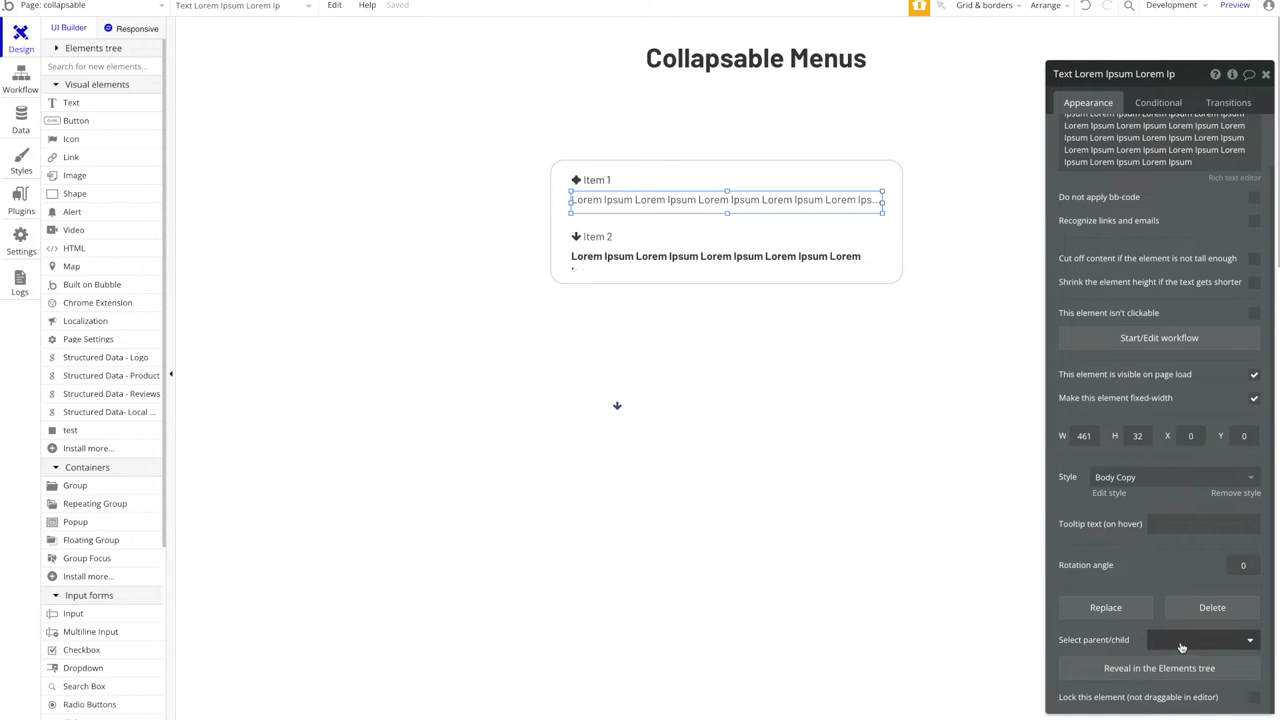 Page: collapsable
Text Lorem Ipsum Lorem Ip
Edit
Help
Saved
Grid & borders
Arrange
Development
Preview
Design
Workflow
Data
Styles
Plugins
Settings
Logs
UI Builder
Responsive
Elements tree
Search for new elements...
Visual elements
Text
CLICK Button
Icon
Link
Image
Shape
Alert
Video
HTML
Map
Built on Bubble
Chrome Extension
Localization
Page Settings
Structured Data - Logo
Structured Data - Product
Structured Data - Reviews
Structured Data- Local ...
test
Install more...
Containers
Group
Repeating Group
Popup
Floating Group
Group Focus
Install more...
Input forms
Input
Multiline Input
Checkbox
Dropdown
Search Box
Radio Buttons
Collapsable Menus
Item 1
Lorem Ipsum Lorem Ipsum Lorem Ipsum Lorem Ipsum Lorem Ips...
Item 2
Lorem Ipsum Lorem Ipsum Lorem Ipsum Lorem Ipsum Lorem
Text Lorem Ipsum Lorem Ip
Appearance
Conditional
Transitions
Ipsum Lorem Ipsum Lorem Ipsum Lorem Ipsum
Lorem Ipsum Lorem Ipsum Lorem Ipsum Lorem Ipsum
Lorem Ipsum Lorem Ipsum Lorem Ipsum Lorem Ipsum
Lorem Ipsum Lorem Ipsum Lorem Ipsum Lorem Ipsum
Lorem Ipsum Lorem Ipsum Lorem Ipsum
Rich text editor
Do not apply bb-code
Recognize links and emails
Cut off content if the element is not tall enough
Shrink the element height if the text gets shorter
This element isn't clickable
Start/Edit workflow
This element is visible on page load
Make this element fixed-width
W 461 H 32 X 0 Y 0
Style Body Copy
Edit style
Remove style
Tooltip text (on hover)
Rotation angle 0
Replace
Delete
Select parent/child
Reveal in the Elements tree
Lock this element (not draggable in editor)